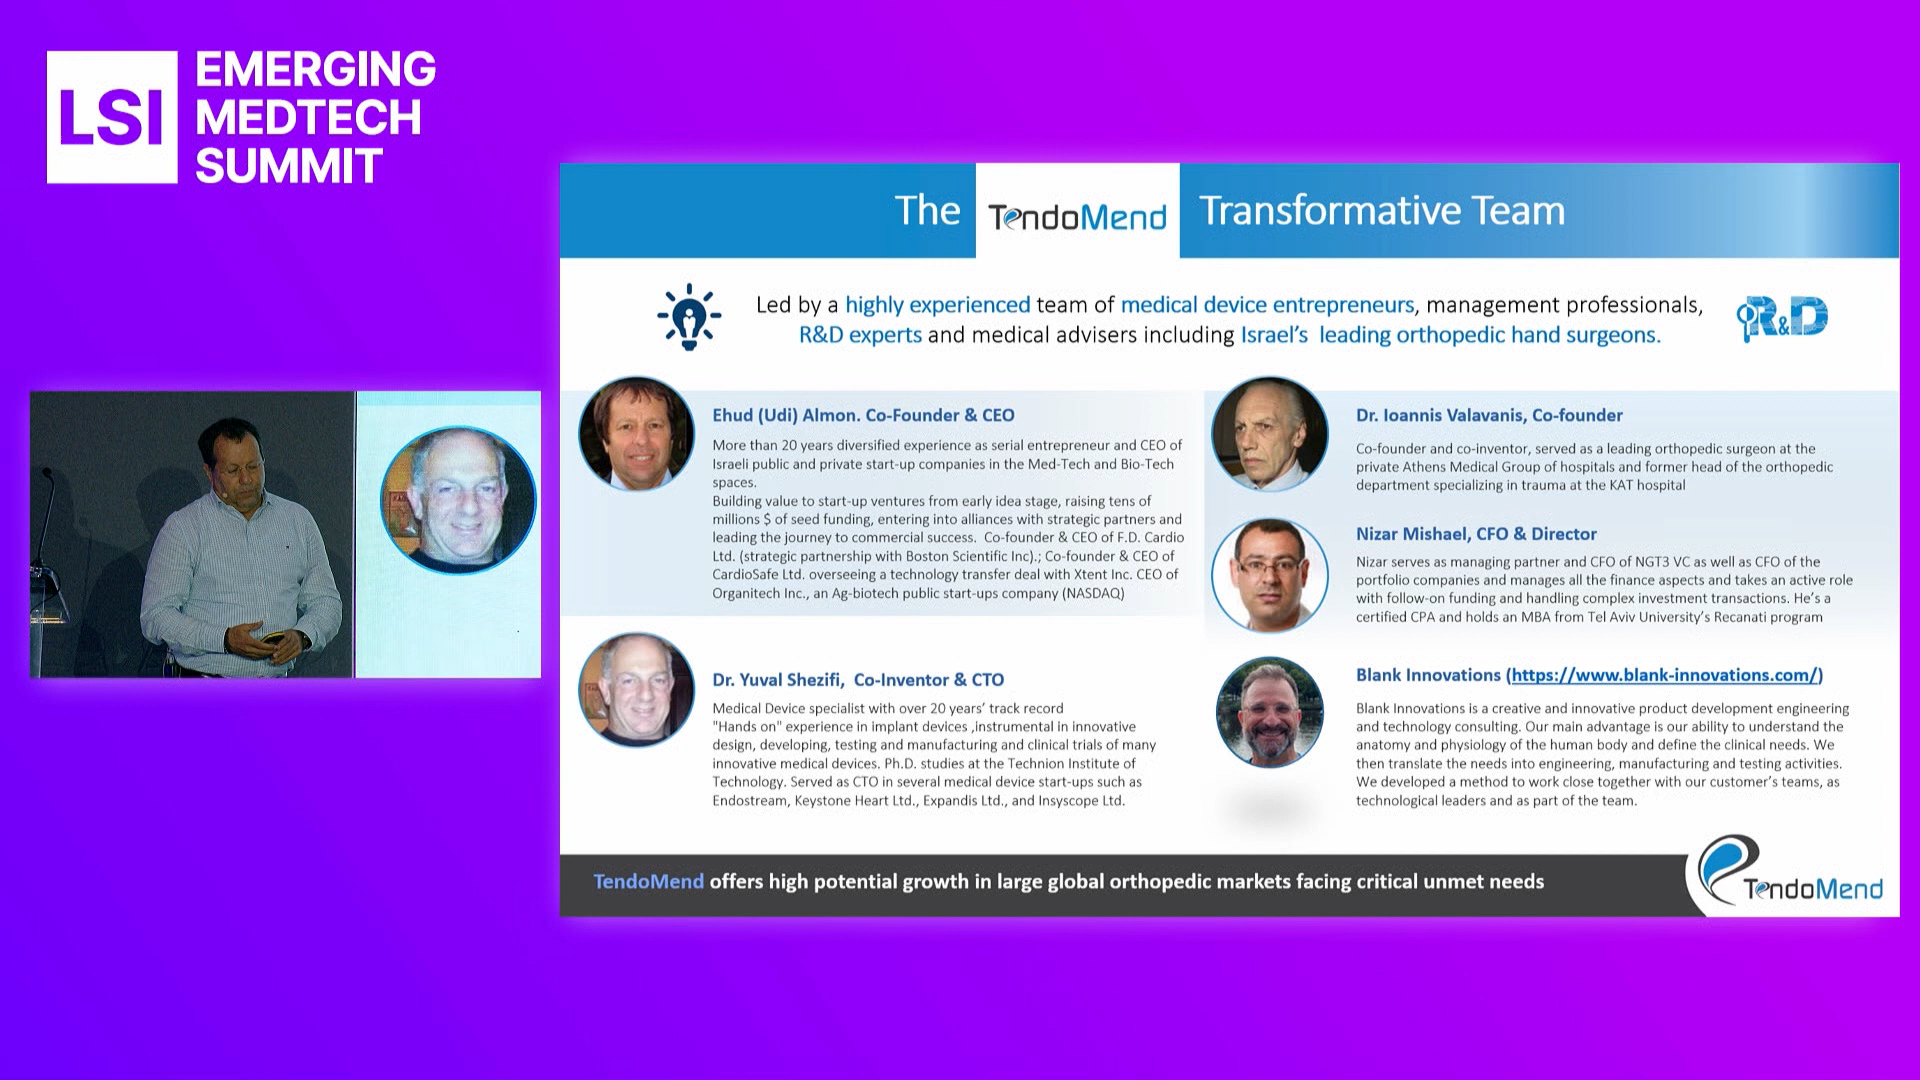 LSI
EMERGING
MEDTECH
SUMMIT
The TendoMend Transformative Team
Led by a highly experienced team of medical device entrepreneurs, management professionals,
R&D experts and medical advisers including Israel's leading orthopedic hand surgeons.
R&D
Ehud (Udi) Almon. Co-Founder & CEO
More than 20 years diversified experience as serial entrepreneur and CEO of
Israeli public and private start-up companies in the Med-Tech and Bio-Tech
spaces.
Building value to start-up ventures from early idea stage, raising tens of
millions $ of seed funding, entering into alliances with strategic partners and
leading the journey to commercial success. Co-founder & CEO of F.D. Cardio
Ltd. (strategic partnership with Boston Scientific Inc).; Co-founder & CEO of
CardioSafe Ltd. overseeing a technology transfer deal with Xtent Inc. CEO of
Organitech Inc., an Ag-biotech public start-ups company (NASDAQ)
Dr. Yuval Shezifi, Co-Inventor & CTO
Medical Device specialist with over 20 years' track record
"Hands on" experience in implant devices ,instrumental in innovative
design, developing, testing and manufacturing and clinical trials of many
innovative medical devices. Ph.D. studies at the Technion Institute of
Technology. Served as CTO in several medical device start-ups such as
Endostream, Keystone Heart Ltd., Expandis Ltd., and Insyscope Ltd.
Dr. Ioannis Valavanis, Co-founder
Co-founder and co-inventor, served as a leading orthopedic surgeon at the
private Athens Medical Group of hospitals and former head of the orthopedic
department specializing in trauma at the KAT hospital
Nizar Mishael, CFO & Director
Nizar serves as managing partner and CFO of NGT3 VC as well as CFO of the
portfolio companies and manages all the finance aspects and takes an active role
with follow-on funding and handling complex investment transactions. He's a
certified CPA and holds an MBA from Tel Aviv University's Recanati program
Blank Innovations (https://www.blank-innovations.com/)
Blank Innovations is a creative and innovative product development engineering
and technology consulting. Our main advantage is our ability to understand the
anatomy and physiology of the human body and define the clinical needs. We
then translate the needs into engineering, manufacturing and testing activities.
We developed a method to work close together with our customer's teams, as
technological leaders and as part of the team.
TendoMend offers high potential growth in large global orthopedic markets facing critical unmet needs
TendoMend